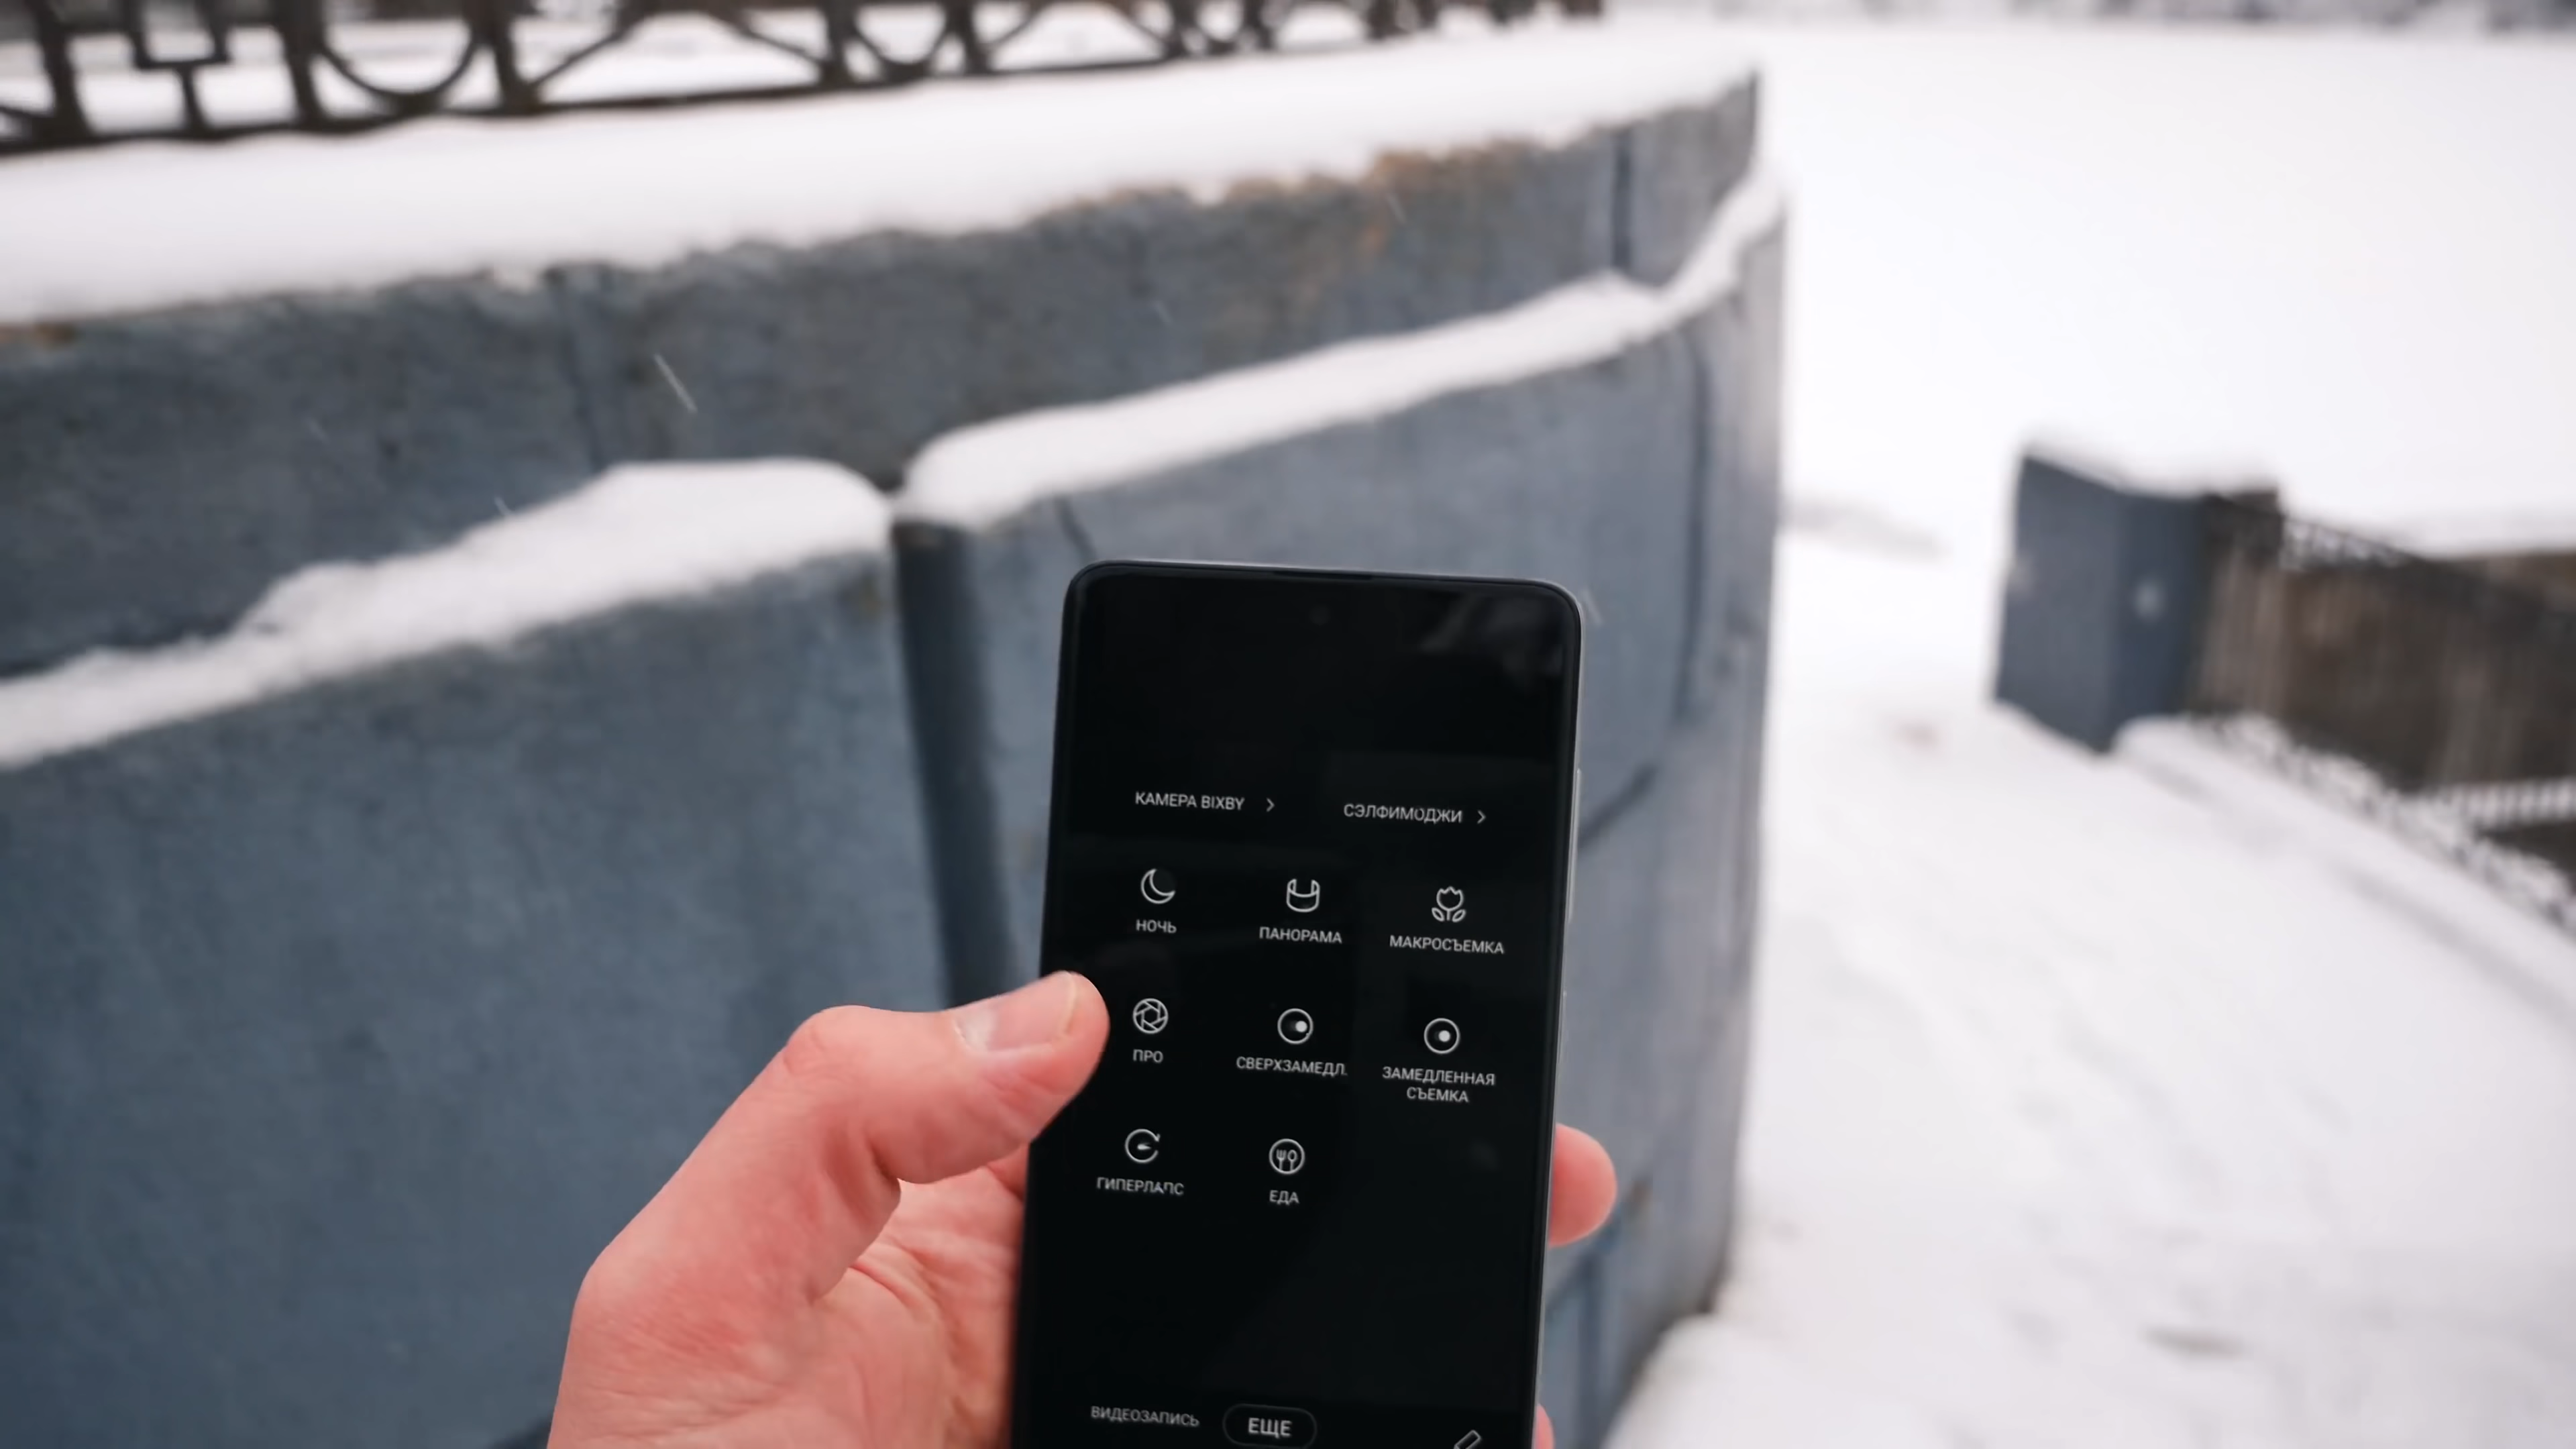 КАМЕРА BIXBY
СЭЛФИМОДЖИ
НОЧЬ
ПАНОРАМА
МАКРОСЪЕМКА
ПРО
СВЕРХЗАМЕДЛ.
ЗАМЕДЛЕННАЯ
СЪЕМКА
ГИПЕРЛАПС
ЕДА
ВИДЕОЗАПИСЬ
ЕЩЕ